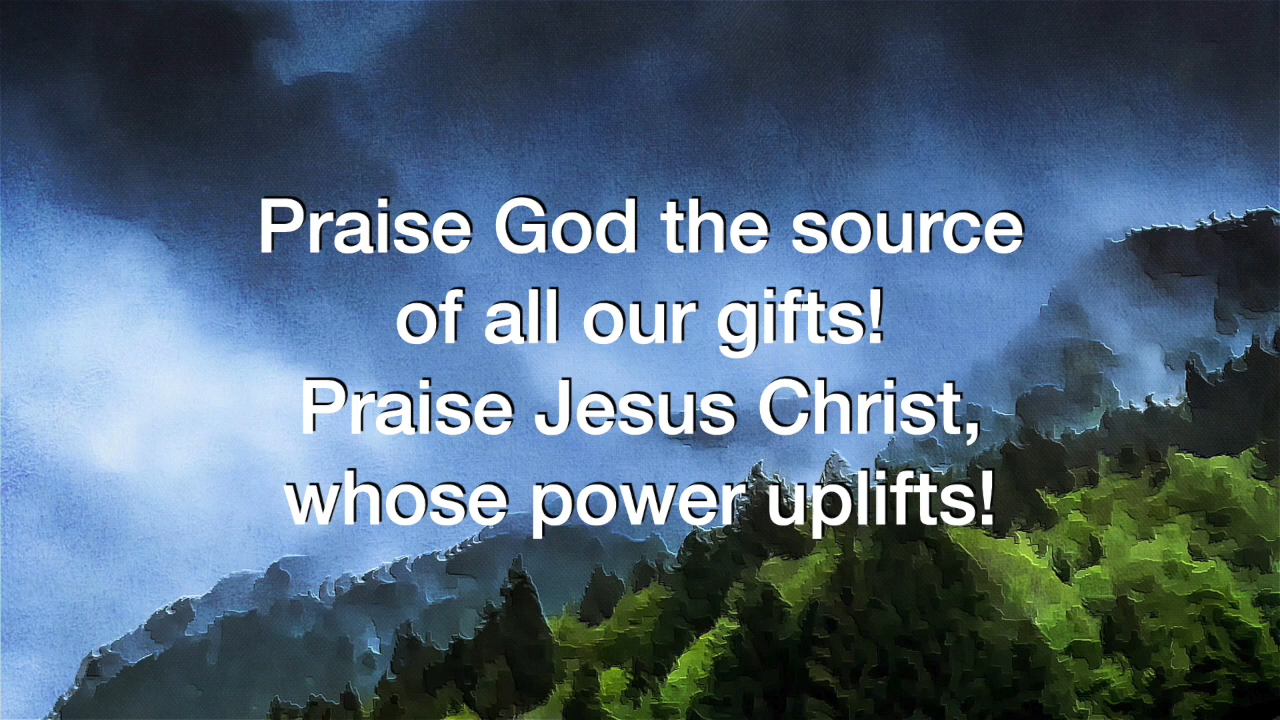 Praise God the source
of all our gifts!
Praise Jesus Christ,
whose power uplifts!